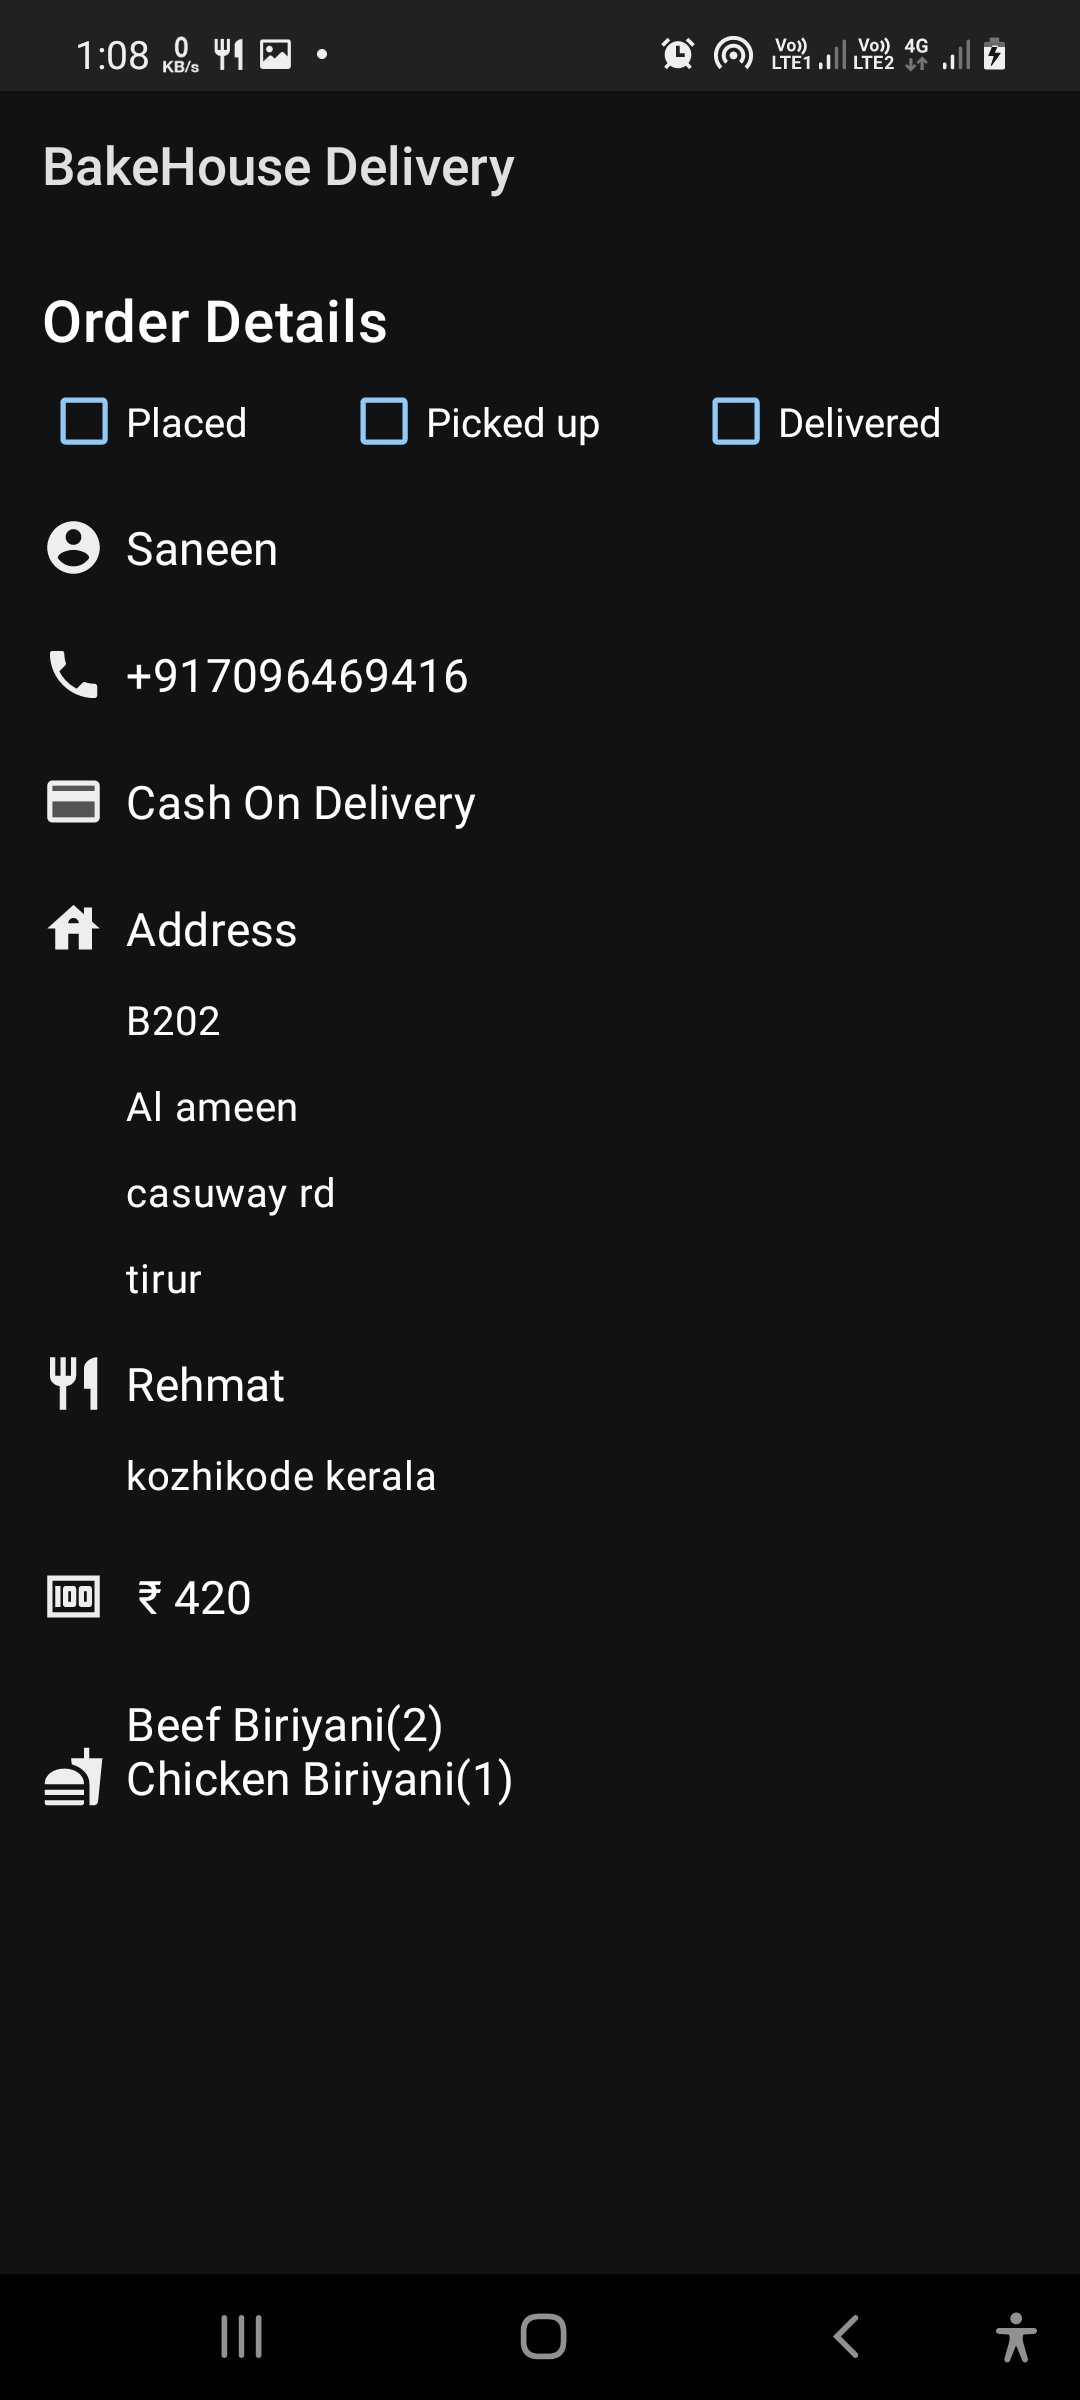 1:08 0 KB/s Vo)) LTE1 Vo)) LTE2 4G
BakeHouse Delivery
Order Details
Placed Picked up Delivered
Saneen
+917096469416
Cash On Delivery
Address
B202
Al ameen
casuway rd
tirur
Rehmat
kozhikode kerala
100 ₹ 420
Beef Biriyani(2)
Chicken Biriyani(1)